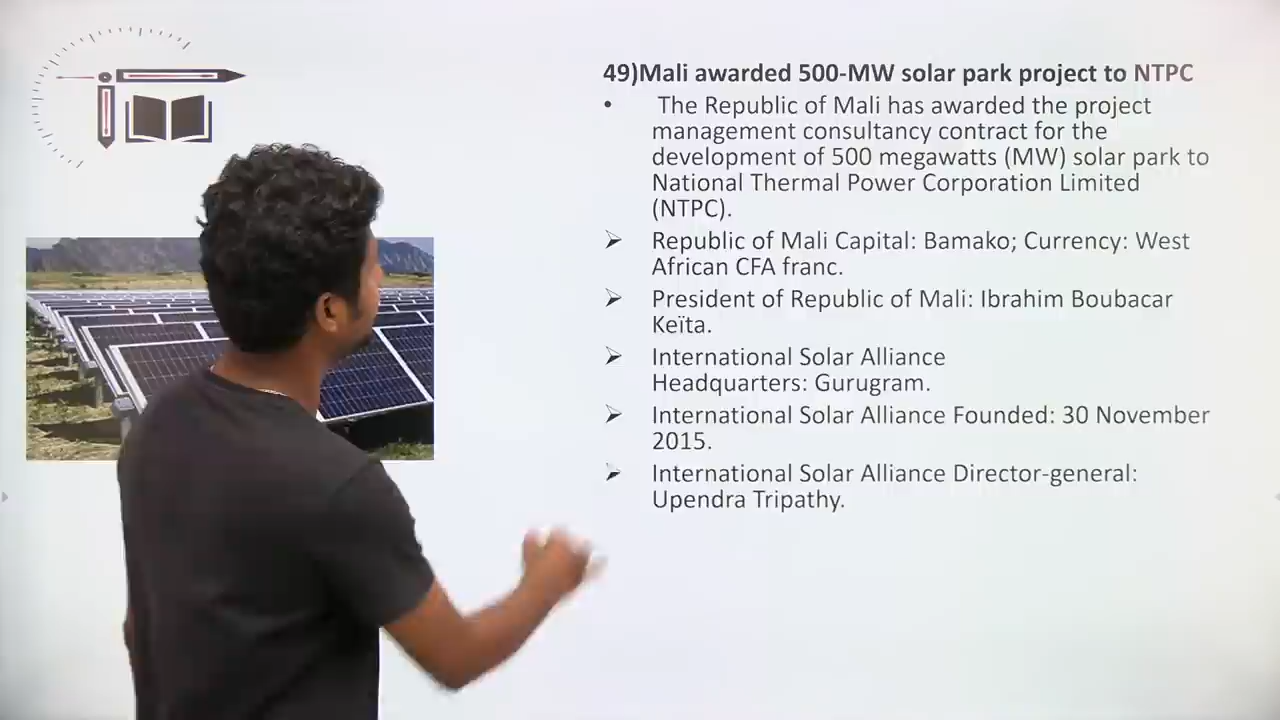 49)Mali awarded 500-MW solar park project to NTPC
• The Republic of Mali has awarded the project
management consultancy contract for the
development of 500 megawatts (MW) solar park to
National Thermal Power Corporation Limited
(NTPC).
➢ Republic of Mali Capital: Bamako; Currency: West
African CFA franc.
➢ President of Republic of Mali: Ibrahim Boubacar
Keïta.
➢ International Solar Alliance
Headquarters: Gurugram.
➢ International Solar Alliance Founded: 30 November
2015.
➢ International Solar Alliance Director-general:
Upendra Tripathy.